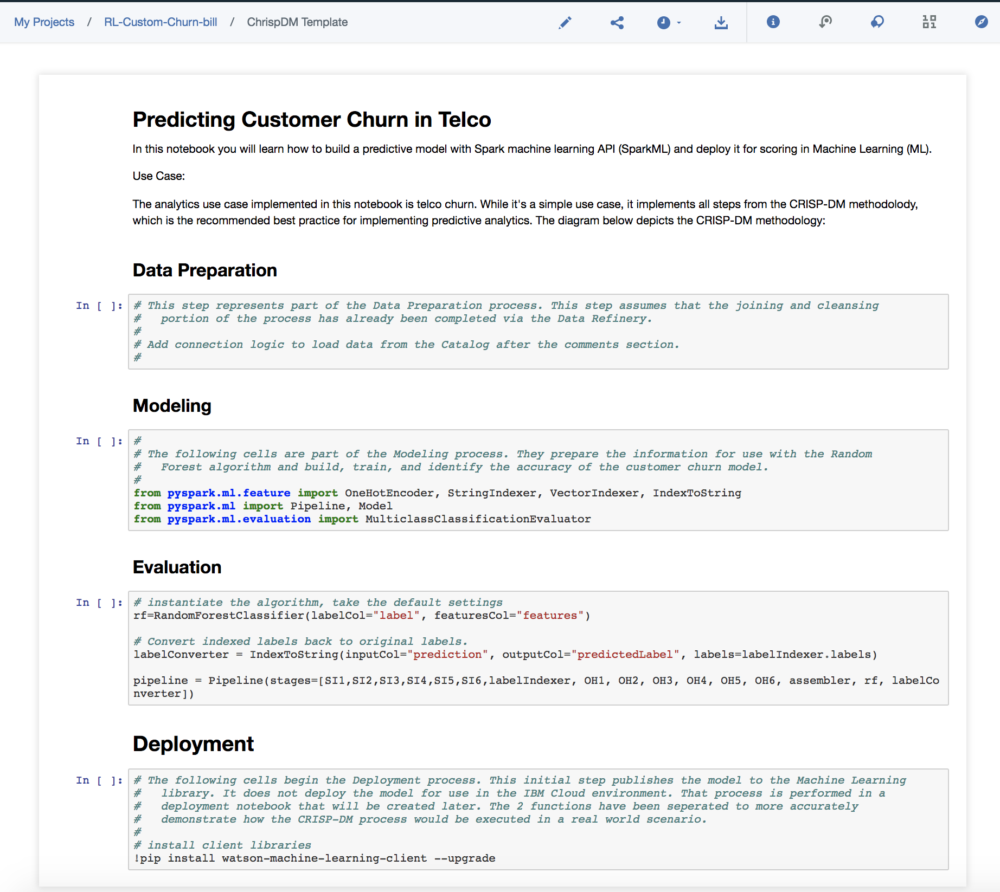 My Projects / RL-Custom-Churn-bill / ChrispDM Template
Predicting Customer Churn in Telco
In this notebook you will learn how to build a predictive model with Spark machine learning API (SparkML) and deploy it for scoring in Machine Learning (ML).
Use Case:
The analytics use case implemented in this notebook is telco churn. While it's a simple use case, it implements all steps from the CRISP-DM methodolody,
which is the recommended best practice for implementing predictive analytics. The diagram below depicts the CRISP-DM methodology:
Data Preparation
In [ ]: # This step represents part of the Data Preparation process. This step assumes that the joining and cleansing
#   portion of the process has already been completed via the Data Refinery.
#
# Add connection logic to load data from the Catalog after the comments section.
#
Modeling
In [ ]: #
# The following cells are part of the Modeling process. They prepare the information for use with the Random
#   Forest algorithm and build, train, and identify the accuracy of the customer churn model.
#
from pyspark.ml.feature import OneHotEncoder, StringIndexer, VectorIndexer, IndexToString
from pyspark.ml import Pipeline, Model
from pyspark.ml.evaluation import MulticlassClassificationEvaluator
Evaluation
In [ ]: # instantiate the algorithm, take the default settings
rf=RandomForestClassifier(labelCol="label", featuresCol="features")
# Convert indexed labels back to original labels.
labelConverter = IndexToString(inputCol="prediction", outputCol="predictedLabel", labels=labelIndexer.labels)
pipeline = Pipeline(stages=[SI1,SI2,SI3,SI4,SI5,SI6,labelIndexer, OH1, OH2, OH3, OH4, OH5, OH6, assembler, rf, labelCo
nverter])
Deployment
In [ ]: # The following cells begin the Deployment process. This initial step publishes the model to the Machine Learning
#   library. It does not deploy the model for use in the IBM Cloud environment. That process is performed in a
#   deployment notebook that will be created later. The 2 functions have been seperated to more accurately
#   demonstrate how the CRISP-DM process would be executed in a real world scenario.
#
# install client libraries
!pip install watson-machine-learning-client --upgrade